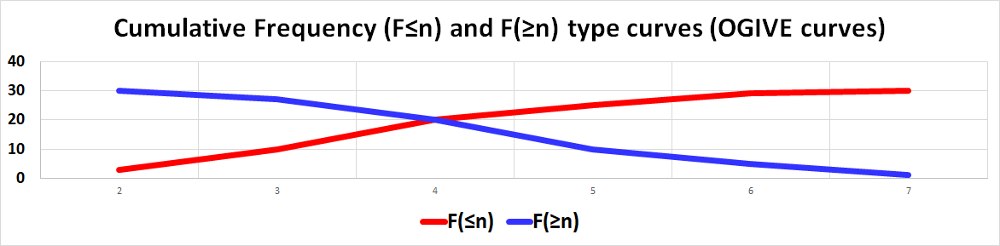 Cumulative Frequency (F≤n) and F(≥n) type curves (OGIVE curves)
40
30
20
10
0
2 3 4 5 6 7
F(≤n) F(≥n)